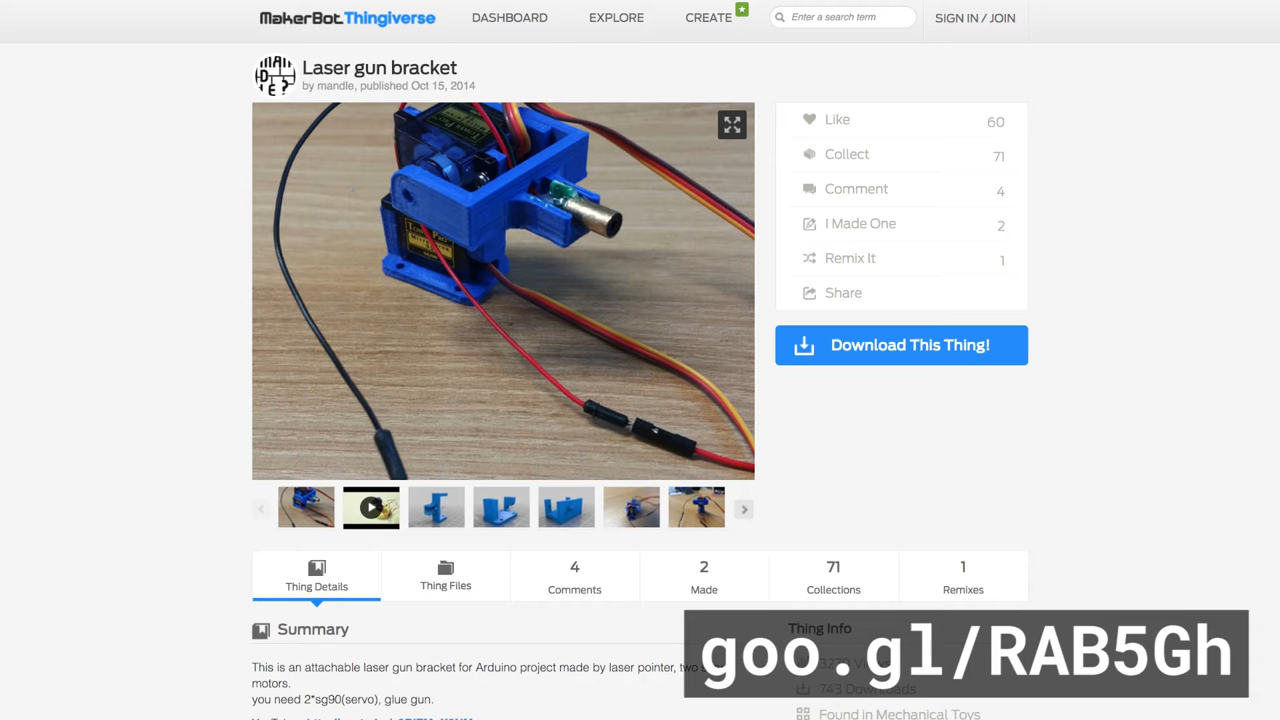 MakerBot Thingiverse
DASHBOARD
EXPLORE
CREATE
Enter a search term
SIGN IN / JOIN
Laser gun bracket
by mandle, published Oct 15, 2014
Like 60
Collect 71
Comment 4
I Made One 2
Remix It 1
Share
Download This Thing!
Thing Details
Thing Files
4 Comments
2 Made
71 Collections
1 Remixes
Summary
This is an attachable laser gun bracket for Arduino project made by laser pointer, two
motors.
you need 2*sg90(servo), glue gun.
Thing Info
743 Downloads
Found in Mechanical Toys
goo.gl/RAB5Gh